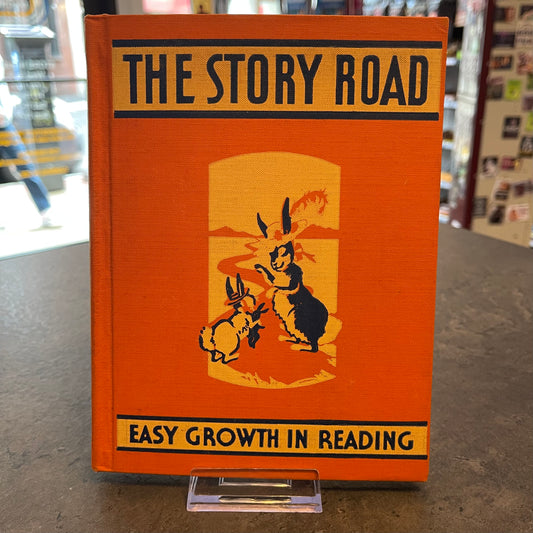 THE STORY ROAD
EASY GROWTH IN READING